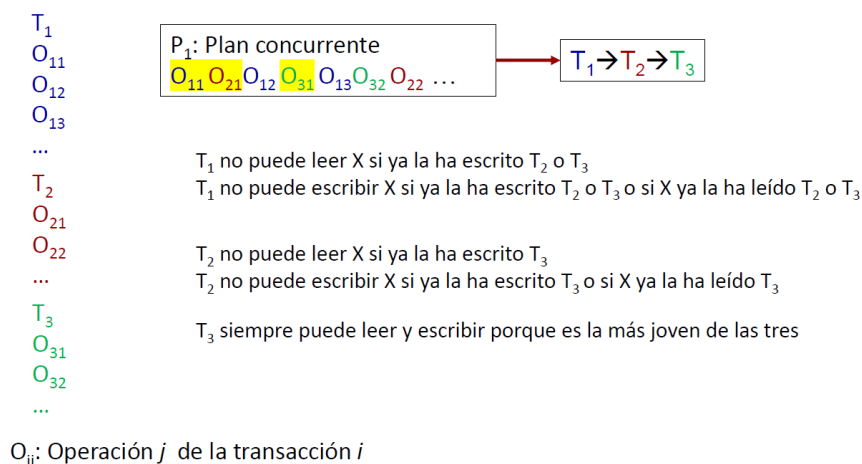 T₁
O₁₁
O₁₂
O₁₃
...
T₂
O₂₁
O₂₂
...
T₃
O₃₁
O₃₂
...
P₁: Plan concurrente
O₁₁ O₂₁ O₁₂ O₃₁ O₁₃ O₃₂ O₂₂ ...
T₁→T₂→T₃
T₁ no puede leer X si ya la ha escrito T₂ o T₃
T₁ no puede escribir X si ya la ha escrito T₂ o T₃ o si X ya la ha leído T₂ o T₃
T₂ no puede leer X si ya la ha escrito T₃
T₂ no puede escribir X si ya la ha escrito T₃ o si X ya la ha leído T₃
T₃ siempre puede leer y escribir porque es la más joven de las tres
Oᵢⱼ: Operación j de la transacción i